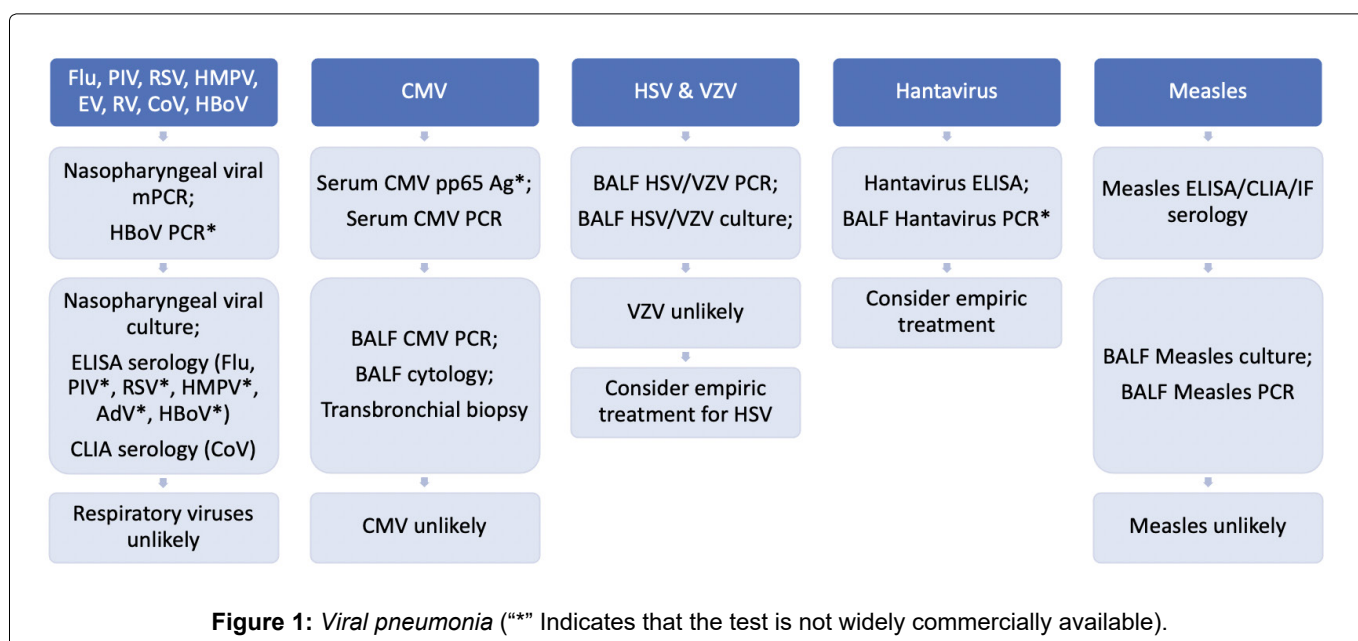 Flu, PIV, RSV, HMPV,
EV, RV, CoV, HBoV
Nasopharyngeal viral
mPCR;
HBoV PCR*
Nasopharyngeal viral
culture;
ELISA serology (Flu,
PIV*, RSV*, HMPV*,
AdV*, HBoV*)
CLIA serology (CoV)
Respiratory viruses
unlikely
CMV
Serum CMV pp65 Ag*;
Serum CMV PCR
BALF CMV PCR;
BALF cytology;
Transbronchial biopsy
CMV unlikely
HSV & VZV
BALF HSV/VZV PCR;
BALF HSV/VZV culture;
VZV unlikely
Consider empiric
treatment for HSV
Hantavirus
Hantavirus ELISA;
BALF Hantavirus PCR*
Consider empiric
treatment
Measles
Measles ELISA/CLIA/IF
serology
BALF Measles culture;
BALF Measles PCR
Measles unlikely
Figure 1: Viral pneumonia (“*” Indicates that the test is not widely commercially available).